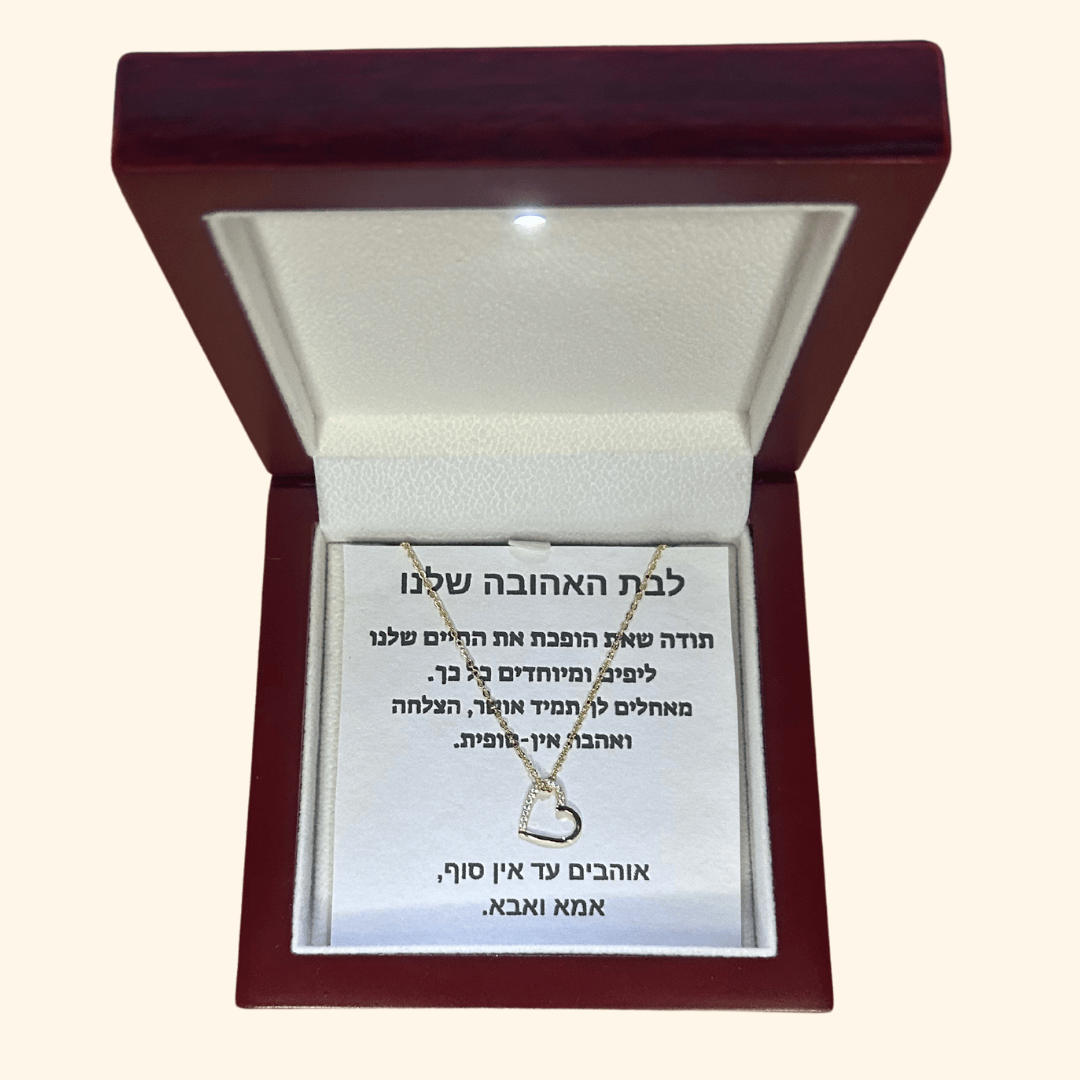 לבת האהובה שלנו
תודה שאת הופכת את החיים שלנו
ליפים ומיוחדים כל כך.
מאחלים לך תמיד אושר, הצלחה
ואהבה אין-סופית.
אוהבים עד אין סוף,
אמא ואבא.